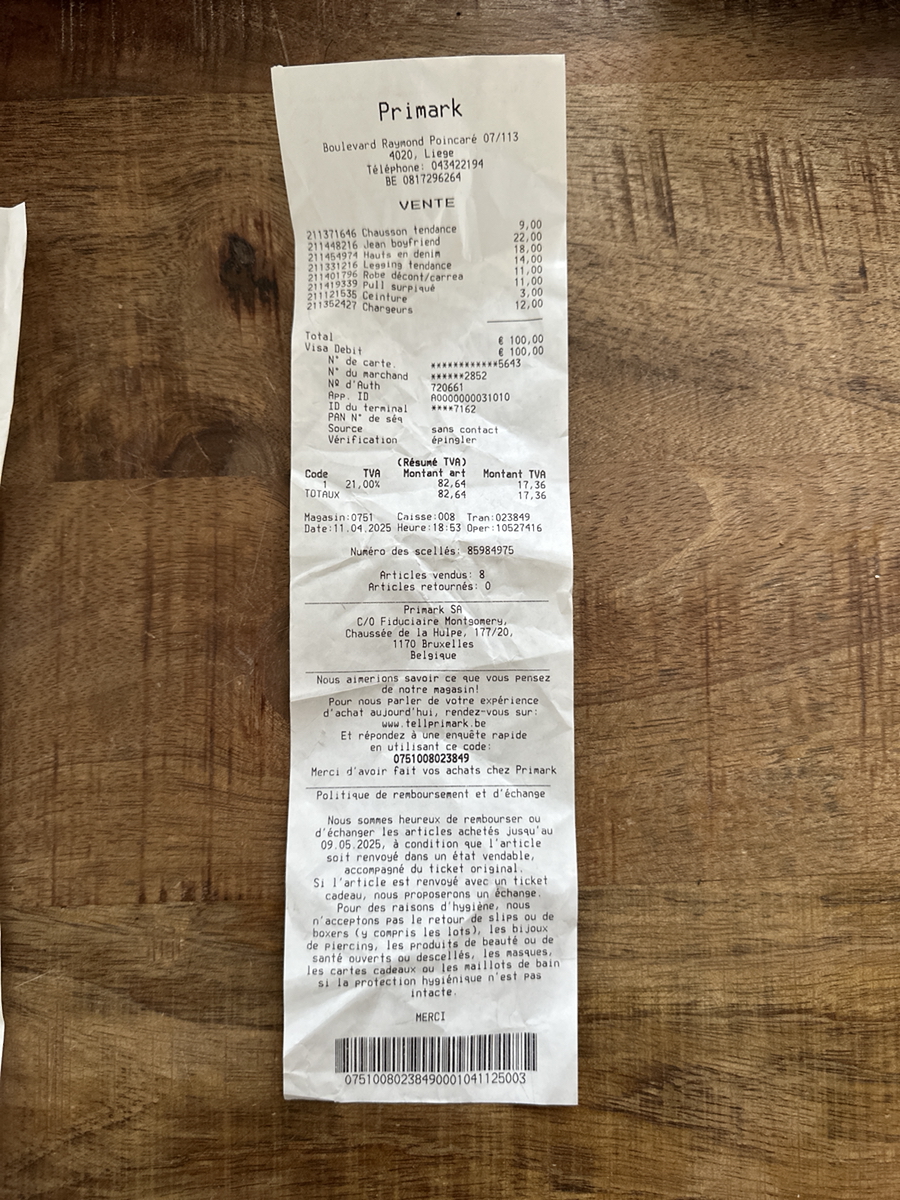 Primark
Boulevard Raymond Poincaré 07/113
4020, Liege
Téléphone: 043422194
BE 0817296264
VENTE
211371646 Chausson tendance 9,00
211448216 Jean boyfriend 22,00
211454974 Hauts en denim 18,00
211331216 Legging tendance 14,00
211401796 Robe décont/carrea 11,00
211419339 Pull surpiqué 11,00
211121535 Ceinture 3,00
211352427 Chargeurs 12,00
Total € 100,00
Visa Debit € 100,00
N° de carte. ************5643
N° du marchand ******2852
Nº d'Auth 720661
App. ID A0000000031010
ID du terminal ****7162
PAN N° de séq
Source sans contact
Vérification épingler
(Résumé TVA)
Code TVA Montant art Montant TVA
1 21,00% 82,64 17,36
TOTAUX 82,64 17,36
Magasin:0751 Caisse:008 Tran:023849
Date:11.04.2025 Heure:18:53 Oper:10527416
Numéro des scellés: 85984975
Articles vendus: 8
Articles retournés: 0
Primark SA
C/O Fiduciaire Montgomery,
Chaussée de la Hulpe, 177/20,
1170 Bruxelles
Belgique
Nous aimerions savoir ce que vous pensez
de notre magasin!
Pour nous parler de votre expérience
d'achat aujourd'hui, rendez-vous sur:
www.tellprimark.be
Et répondez à une enquête rapide
en utilisant ce code:
0751008023849
Merci d'avoir fait vos achats chez Primark
Politique de remboursement et d'échange
Nous sommes heureux de rembourser ou
d'échanger les articles achetés jusqu'au
09.05.2025, à condition que l'article
soit renvoyé dans un état vendable,
accompagné du ticket original.
Si l'article est renvoyé avec un ticket
cadeau, nous proposerons un échange.
Pour des raisons d'hygiène, nous
n'acceptons pas le retour de slips ou de
boxers (y compris les lots), les bijoux
de piercing, les produits de beauté ou de
santé ouverts ou descellés, les masques,
les cartes cadeaux ou les maillots de bain
si la protection hygiénique n'est pas
intacte.
MERCI
07510080238490001041125003